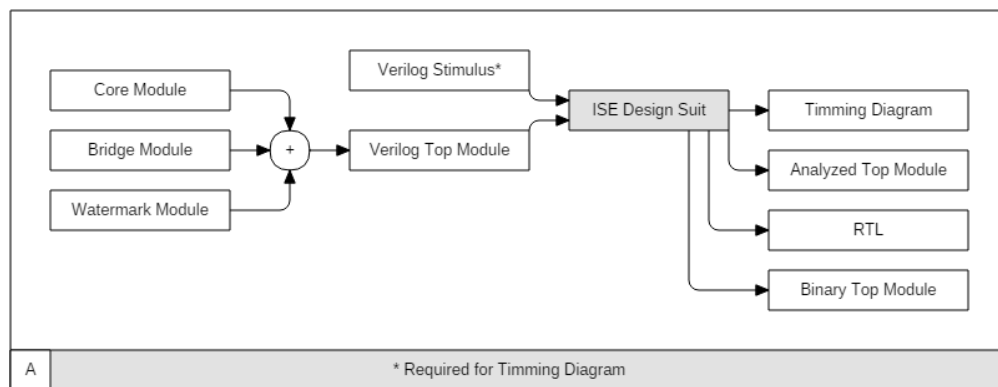 Core Module
Bridge Module
Watermark Module
+
Verilog Stimulus*
Verilog Top Module
ISE Design Suit
Timming Diagram
Analyzed Top Module
RTL
Binary Top Module
A
* Required for Timming Diagram